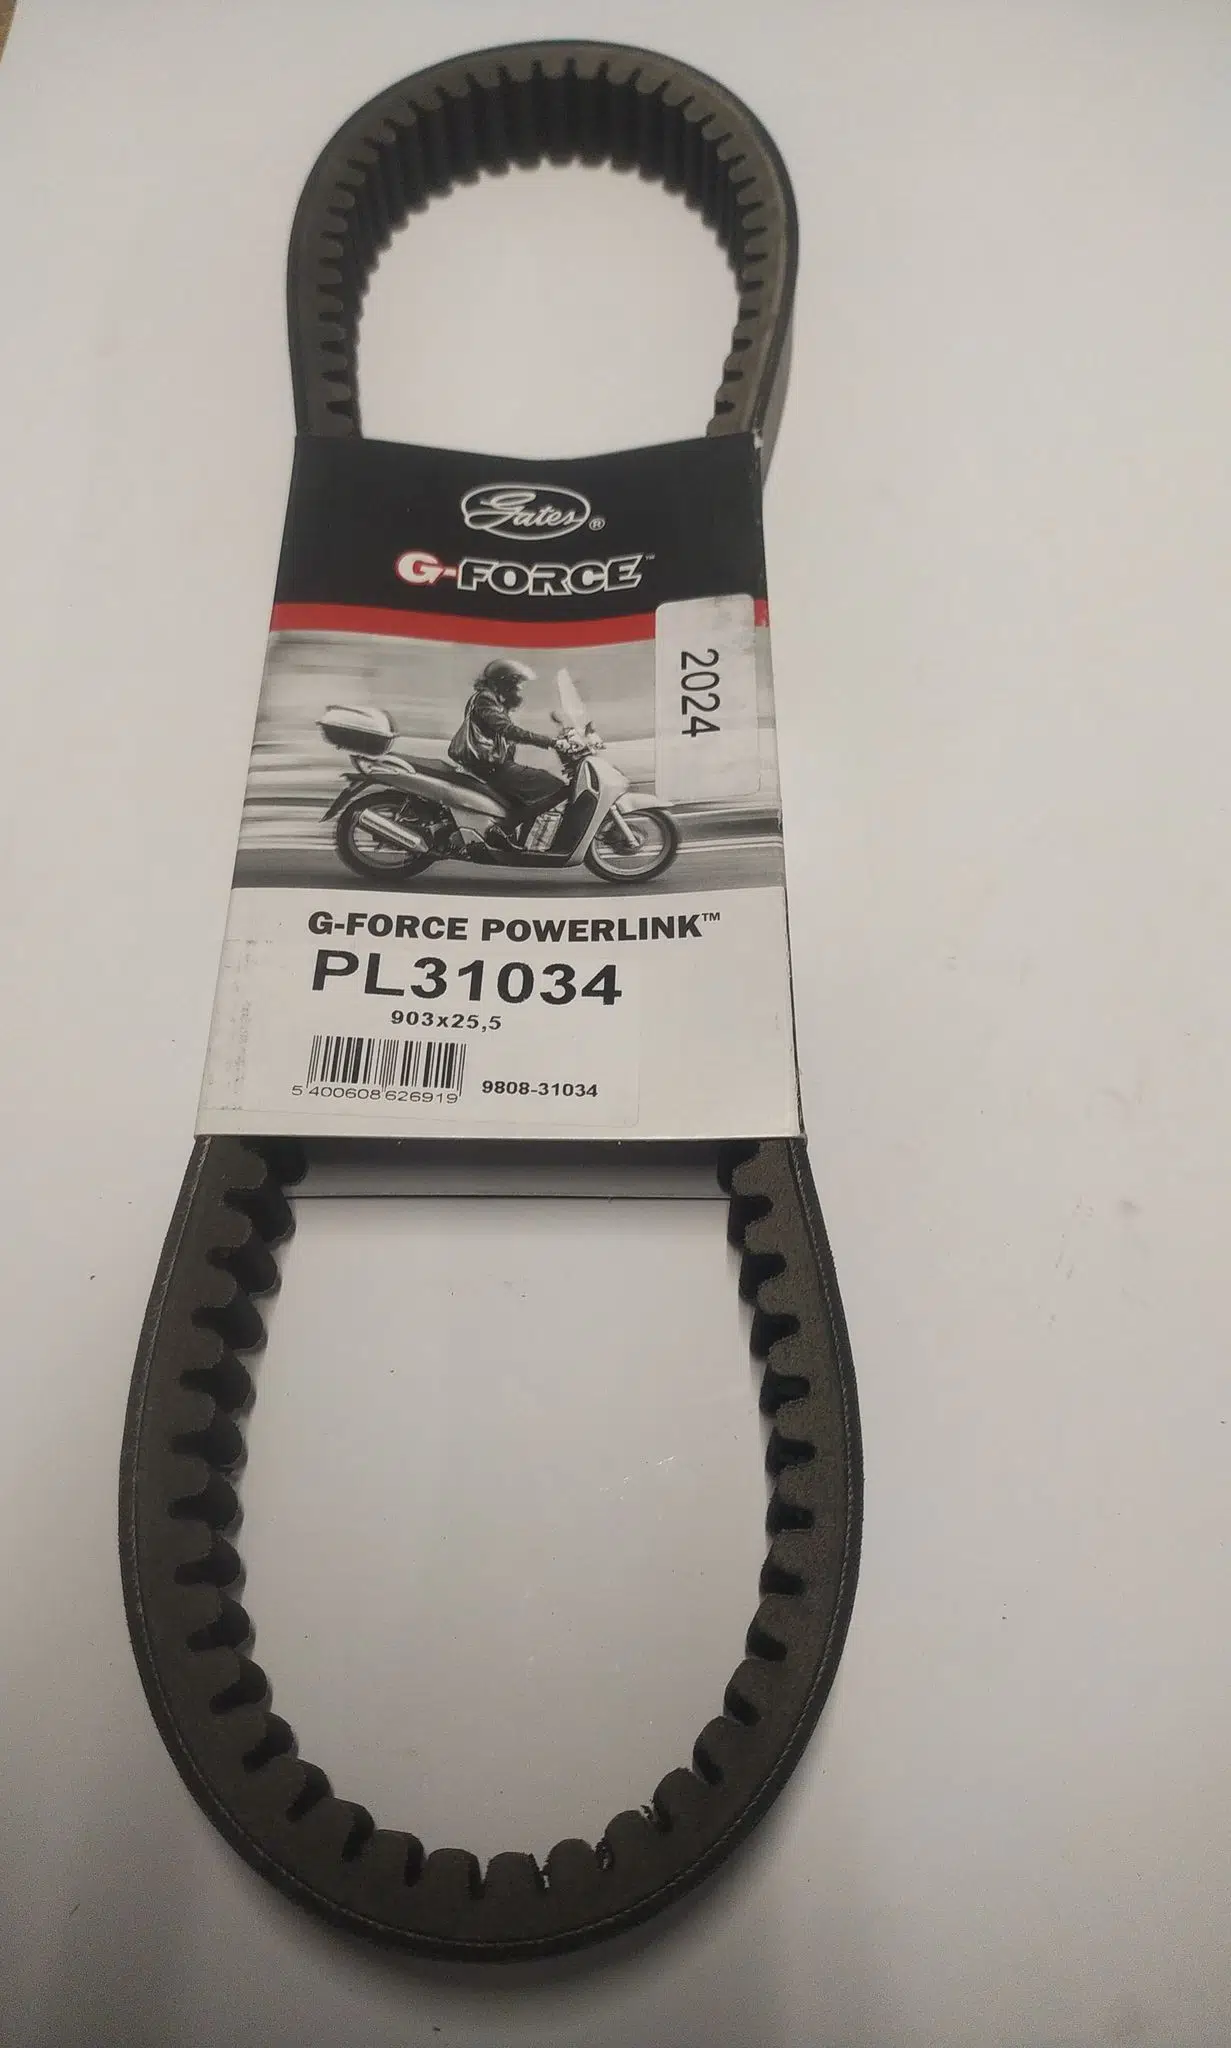 Gates®
G-FORCE™
2024
G-FORCE POWERLINK™
PL31034
903x25,5
5 400608 626919
9808-31034